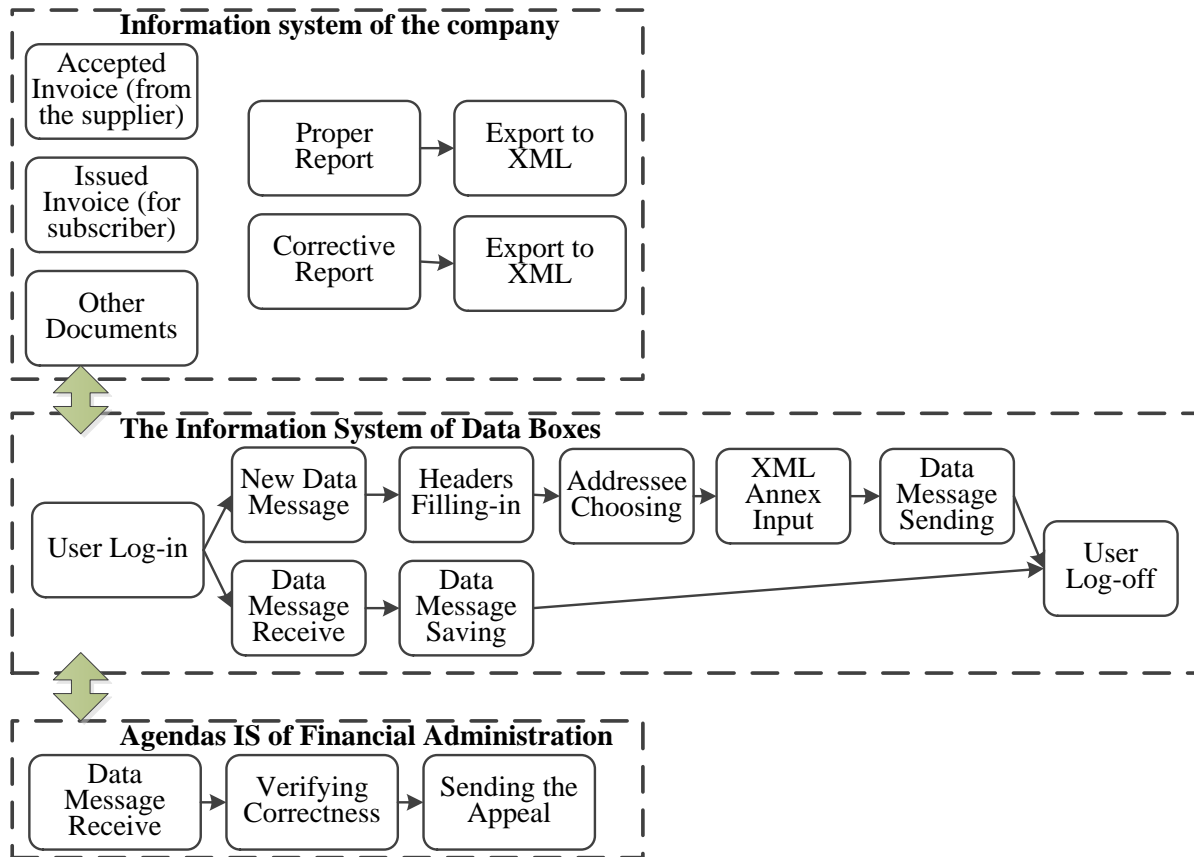 Information system of the company
Accepted
Invoice (from
the supplier)
Proper
Report
Export to
XML
Issued
Invoice (for
subscriber)
Corrective
Report
Export to
XML
Other
Documents
The Information System of Data Boxes
User Log-in
New Data
Message
Headers
Filling-in
Addressee
Choosing
XML
Annex
Input
Data
Message
Sending
Data
Message
Receive
Data
Message
Saving
User
Log-off
Agendas IS of Financial Administration
Data
Message
Receive
Verifying
Correctness
Sending the
Appeal